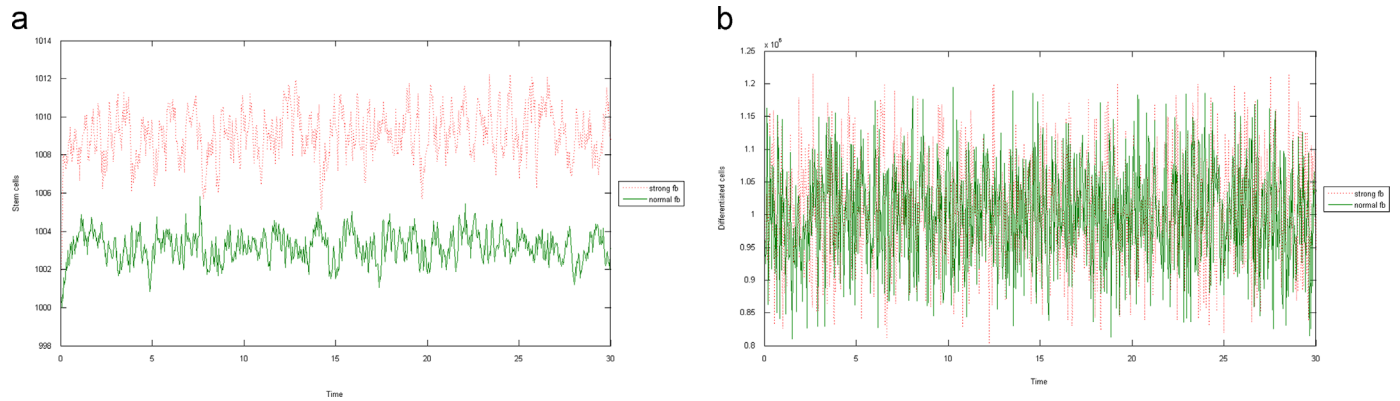 a
1014
1012
1010
1008
1006
1004
1002
1000
998
Stem cells
0 5 10 15 20 25 30
Time
strong fb
normal fb
b
x 10⁸
1.25
1.2
1.15
1.1
1.05
1
0.95
0.9
0.85
0.8
Differentiated cells
0 5 10 15 20 25 30
Time
strong fb
normal fb